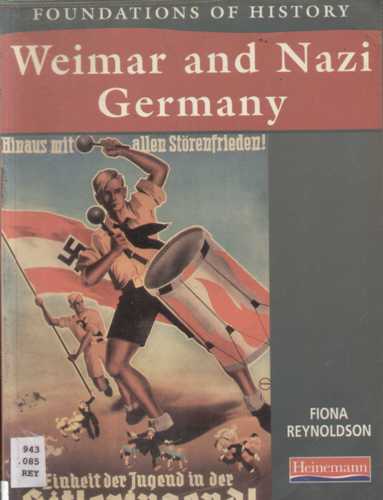 FOUNDATIONS OF HISTORY
Weimar and Nazi
Germany
Hinaus mit allen Störenfrieden!
FIONA
REYNOLDSON
943
.085
REY
Einheit der Jugend in der
Hitlerjugend!
Heinemann